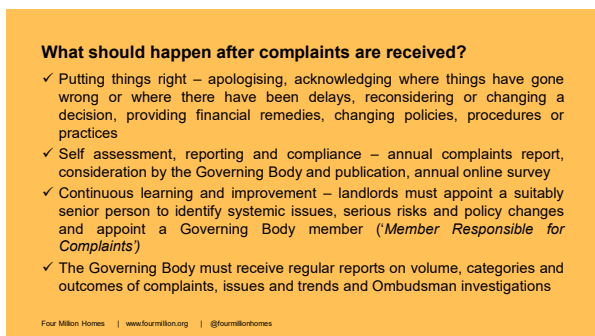 What should happen after complaints are received?
✓ Putting things right – apologising, acknowledging where things have gone
wrong or where there have been delays, reconsidering or changing a
decision, providing financial remedies, changing policies, procedures or
practices
✓ Self assessment, reporting and compliance – annual complaints report,
consideration by the Governing Body and publication, annual online survey
✓ Continuous learning and improvement – landlords must appoint a suitably
senior person to identify systemic issues, serious risks and policy changes
and appoint a Governing Body member (‘Member Responsible for
Complaints’)
✓ The Governing Body must receive regular reports on volume, categories and
outcomes of complaints, issues and trends and Ombudsman investigations
Four Million Homes | www.fourmillion.org | @fourmillionhomes